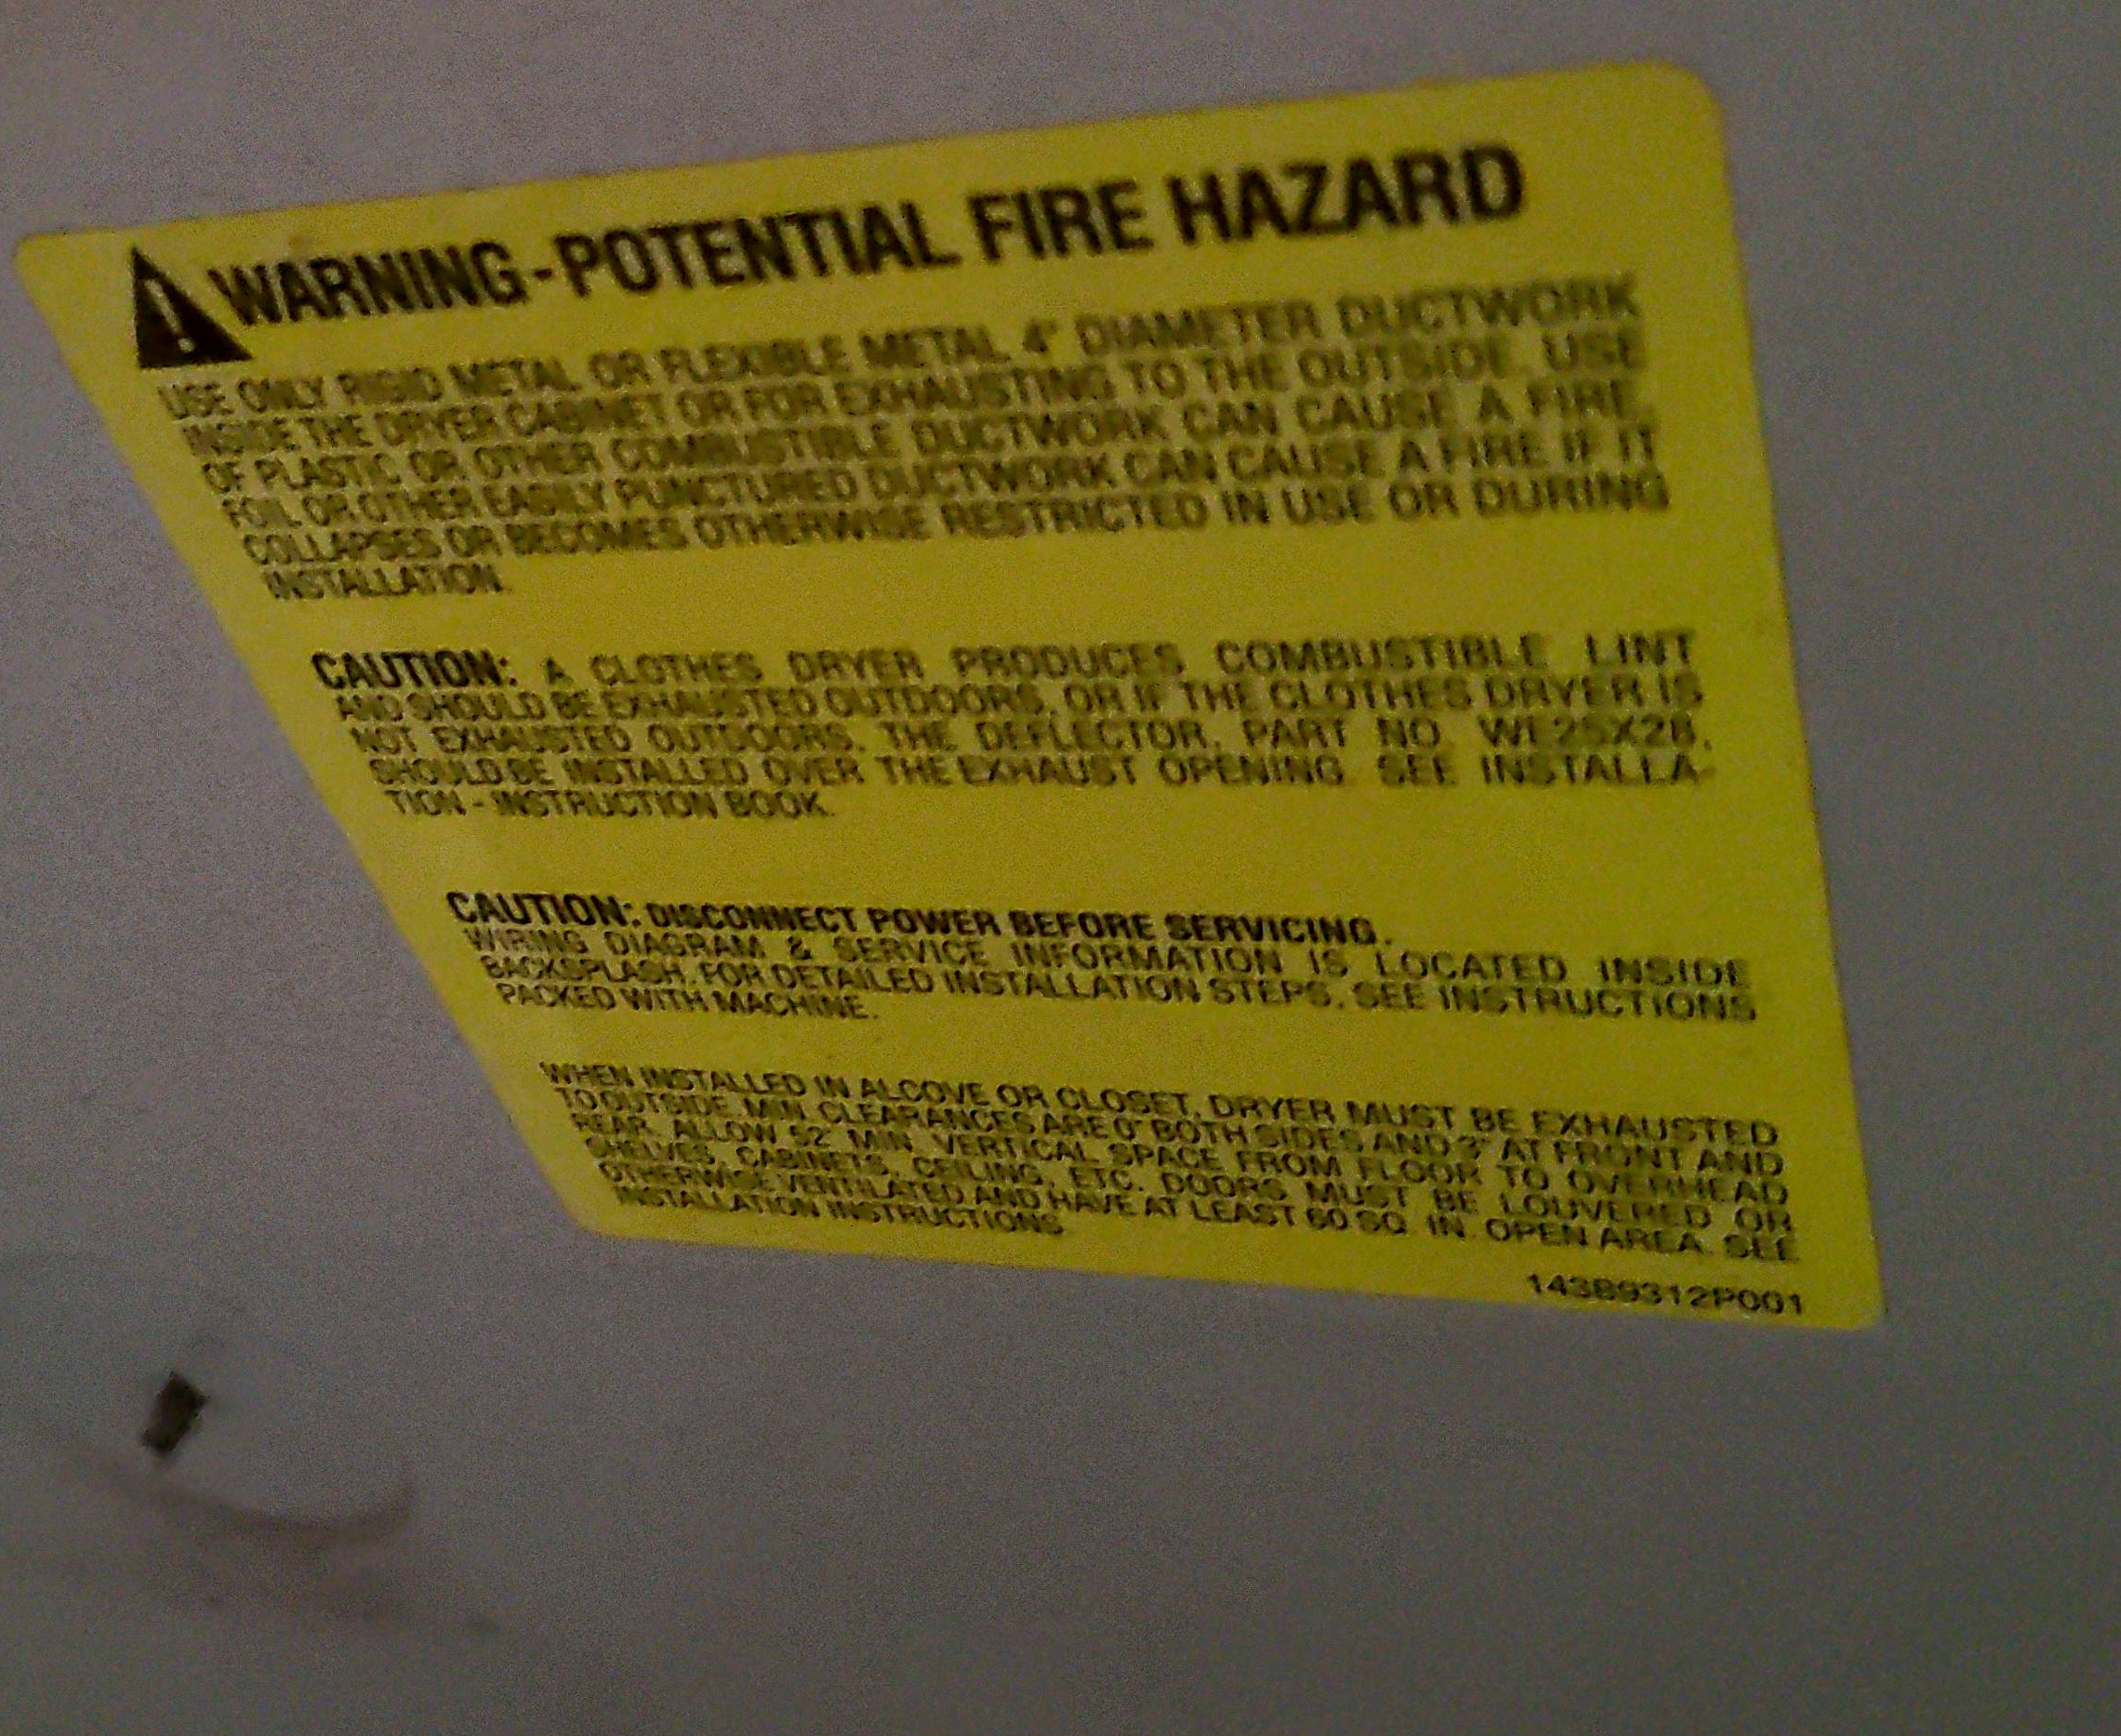 WARNING-POTENTIAL FIRE HAZARD
USE ONLY RIGID METAL OR FLEXIBLE METAL 4" DIAMETER DUCTWORK
INSIDE THE DRYER CABINET OR FOR EXHAUSTING TO THE OUTSIDE. USE
OF PLASTIC OR OTHER COMBUSTIBLE DUCTWORK CAN CAUSE A FIRE.
FOIL OR OTHER EASILY PUNCTURED DUCTWORK CAN CAUSE A FIRE IF IT
COLLAPSES OR BECOMES OTHERWISE RESTRICTED IN USE OR DURING
INSTALLATION.
CAUTION: A CLOTHES DRYER PRODUCES COMBUSTIBLE LINT
AND SHOULD BE EXHAUSTED OUTDOORS, OR IF THE CLOTHES DRYER IS
NOT EXHAUSTED OUTDOORS, THE DEFLECTOR, PART NO.
SHOULD BE INSTALLED OVER THE EXHAUST OPENING. SEE INSTALLA-
TION - INSTRUCTION BOOK.
CAUTION: DISCONNECT POWER BEFORE SERVICING.
WIRING DIAGRAM & SERVICE INFORMATION IS LOCATED INSIDE
BACKSPLASH. FOR DETAILED INSTALLATION STEPS, SEE INSTRUCTIONS
PACKED WITH MACHINE.
WHEN INSTALLED IN ALCOVE OR CLOSET, DRYER MUST BE EXHAUSTED
TO OUTSIDE. MIN. CLEARANCES ARE 0" BOTH SIDES AND 3" AT FRONT AND
REAR. ALLOW 52" MIN. VERTICAL SPACE FROM FLOOR TO OVERHEAD
SHELVES, CABINETS, CEILING, ETC. DOORS MUST BE LOUVERED OR
OTHERWISE VENTILATED AND HAVE AT LEAST 60 SQ. IN. OPEN AREA. SEE
INSTALLATION INSTRUCTIONS
143B9312P001